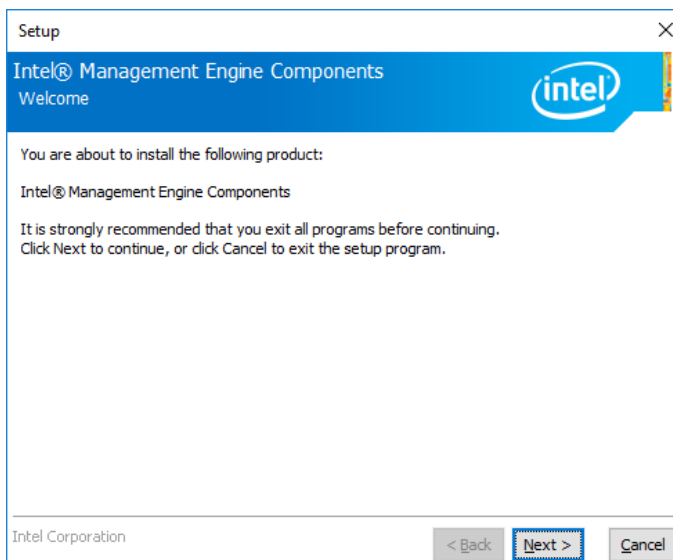 Setup
Intel® Management Engine Components
Welcome
intel
You are about to install the following product:
Intel® Management Engine Components
It is strongly recommended that you exit all programs before continuing.
Click Next to continue, or click Cancel to exit the setup program.
Intel Corporation
< Back Next > Cancel